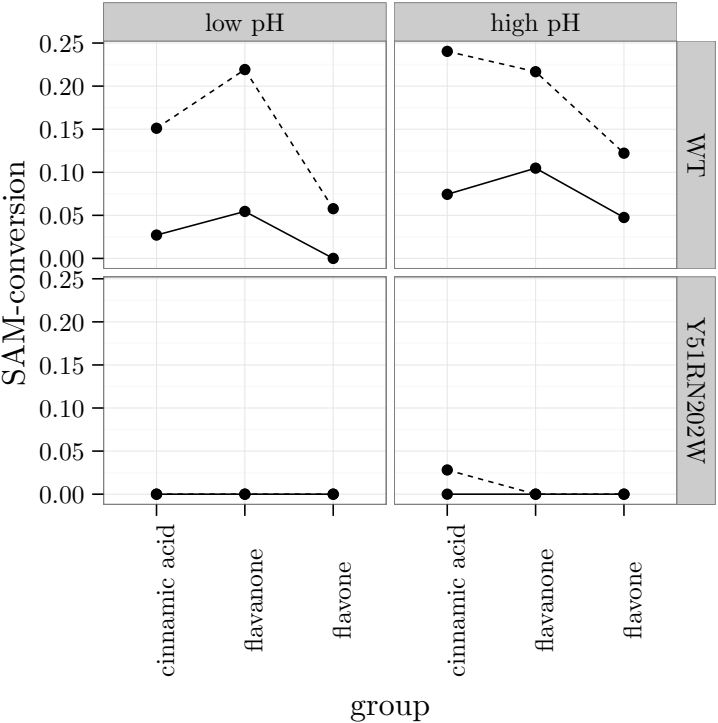 low pH
high pH
SAM-conversion
0.25
0.20
0.15
0.10
0.05
0.00
WT
0.25
0.20
0.15
0.10
0.05
0.00
Y51RN202W
cinnamic acid
flavanone
flavone
cinnamic acid
flavanone
flavone
group